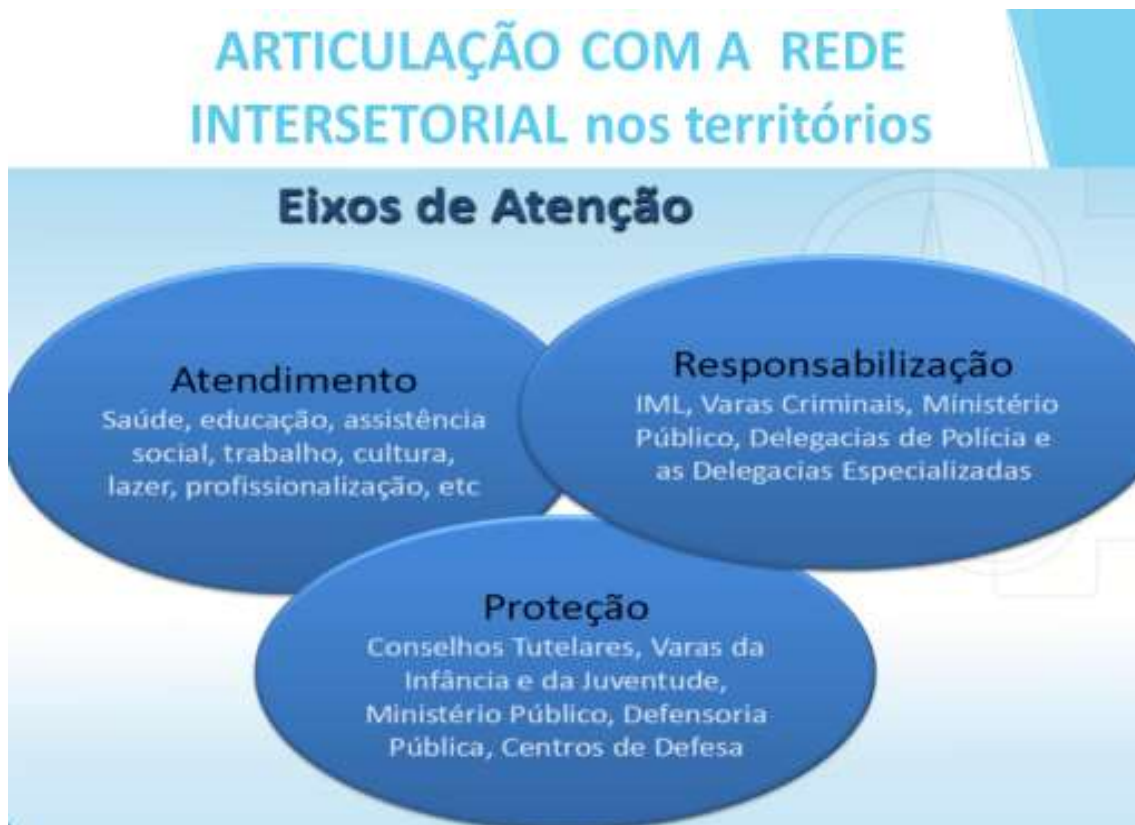 ARTICULAÇÃO COM A REDE
INTERSETORIAL nos territórios
Eixos de Atenção
Atendimento
Saúde, educação, assistência
social, trabalho, cultura,
lazer, profissionalização, etc
Responsabilização
IML, Varas Criminais, Ministério
Público, Delegacias de Polícia e
as Delegacias Especializadas
Proteção
Conselhos Tutelares, Varas da
Infância e da Juventude,
Ministério Público, Defensoria
Pública, Centros de Defesa